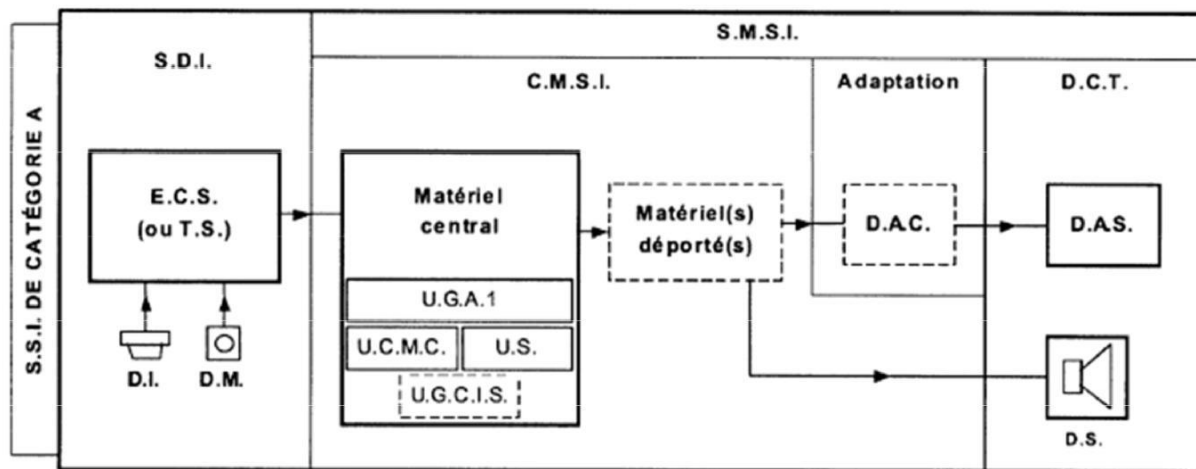 S.S.I. DE CATÉGORIE A
S.D.I.
S.M.S.I.
C.M.S.I.
Adaptation
D.C.T.
E.C.S.
(ou T.S.)
D.I.
D.M.
Matériel
central
U.G.A.1
U.C.M.C.
U.S.
U.G.C.I.S.
Matériel(s)
déporté(s)
D.A.C.
D.A.S.
D.S.